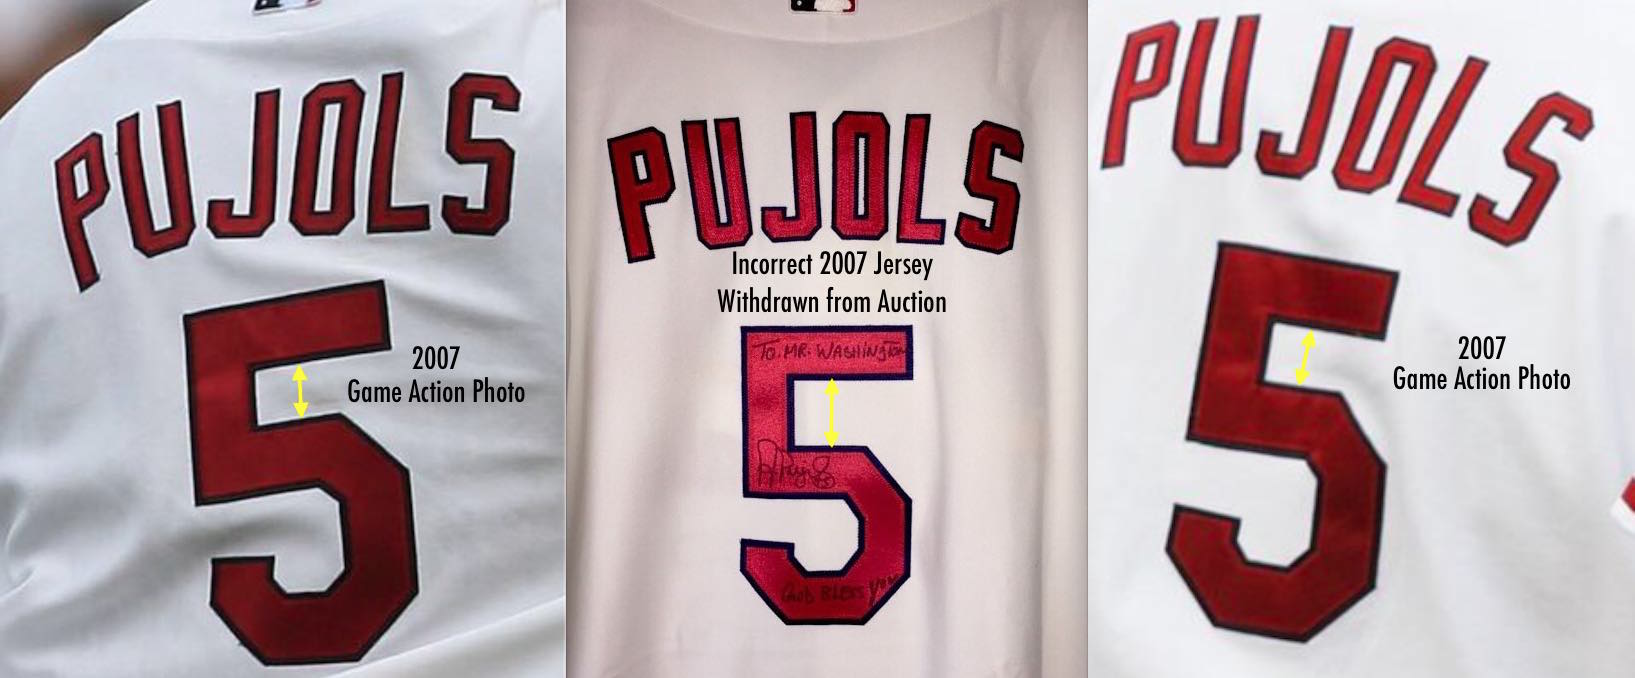 PUJOLS
5
2007
Game Action Photo
PUJOLS
Incorrect 2007 Jersey
Withdrawn from Auction
5
TO. MR. WASHINGTON
GOD BLESS YOU
PUJOLS
5
2007
Game Action Photo